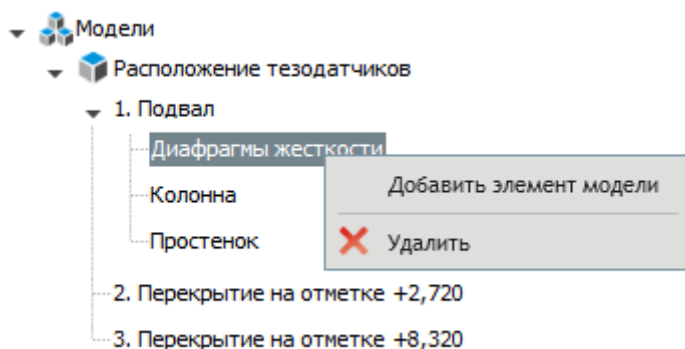 Модели
Расположение тезодатчиков
1. Подвал
Диафрагмы жесткости
Добавить элемент модели
Колонна
Простенок
Удалить
2. Перекрытие на отметке +2,720
3. Перекрытие на отметке +8,320